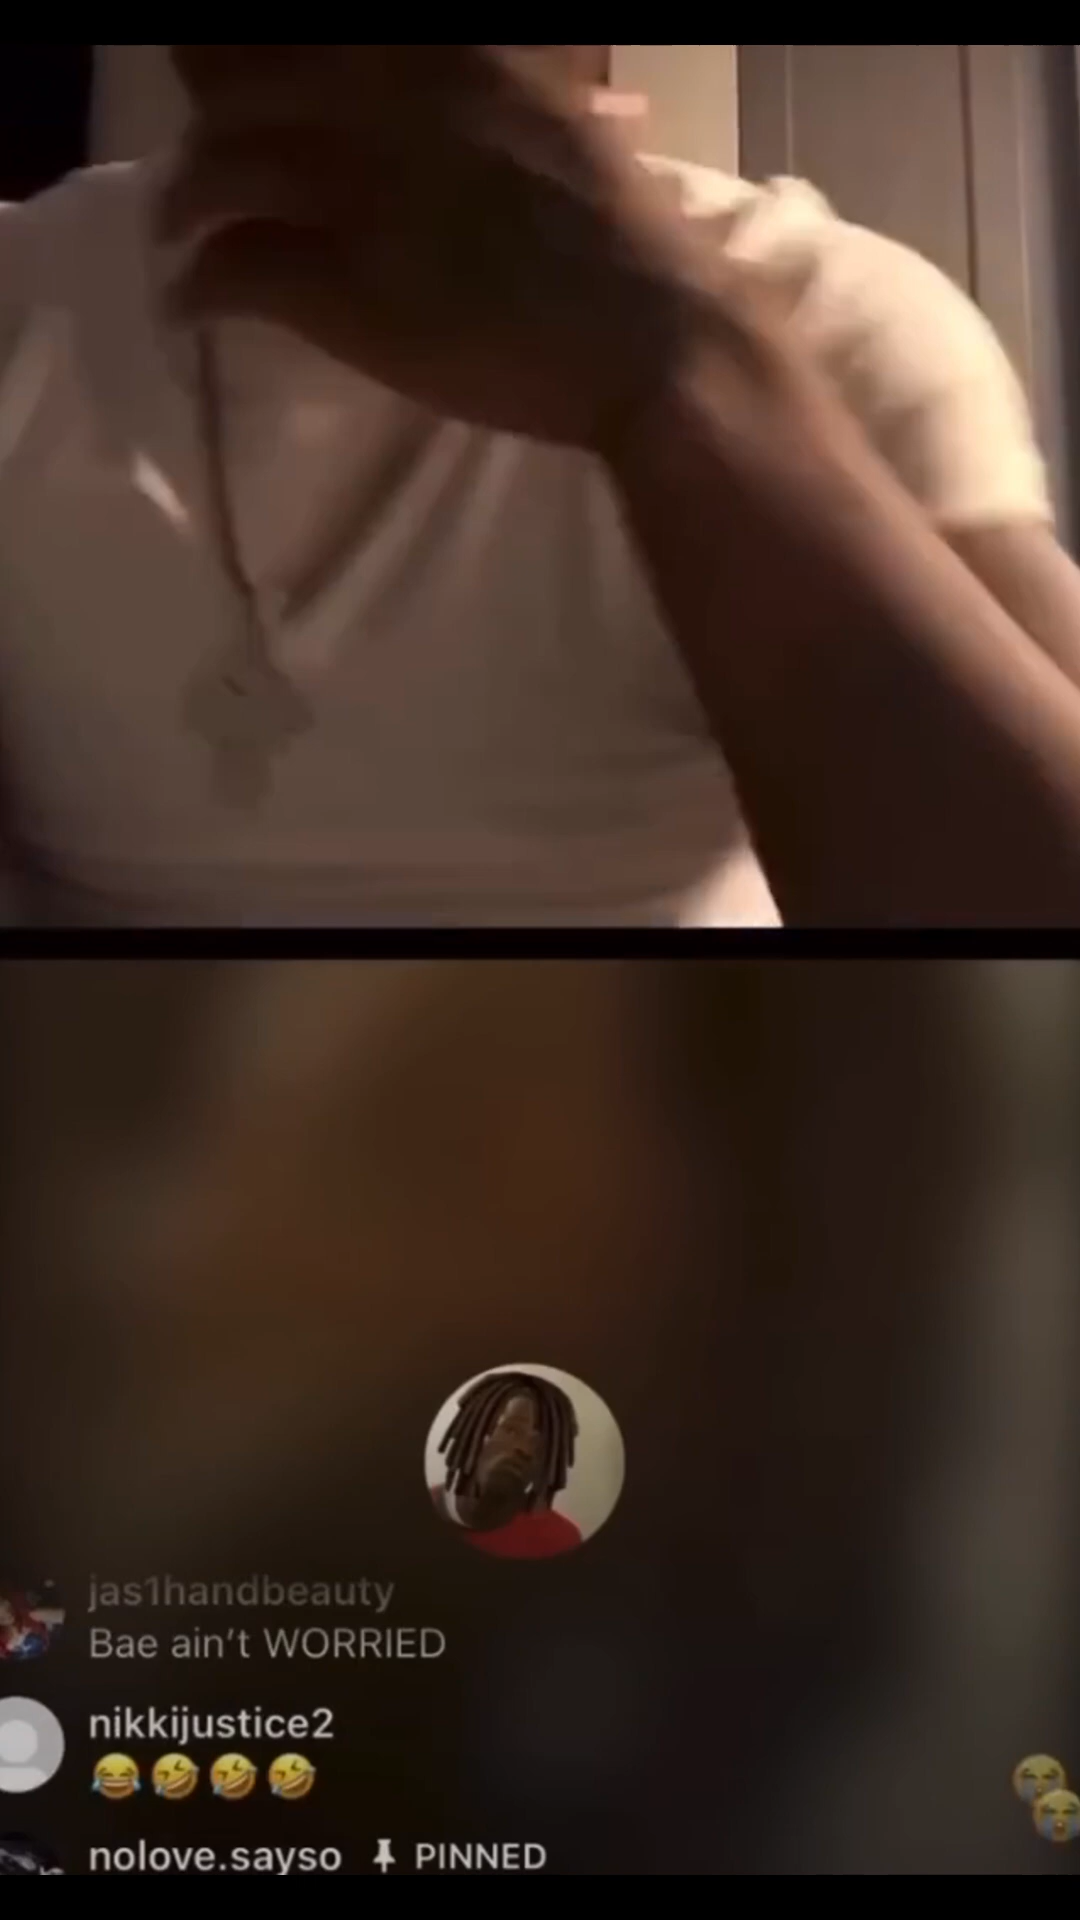 jas1handbeauty
Bae ain't WORRIED
nikkijustice2
😂🤣🤣🤣
nolove.sayso PINNED